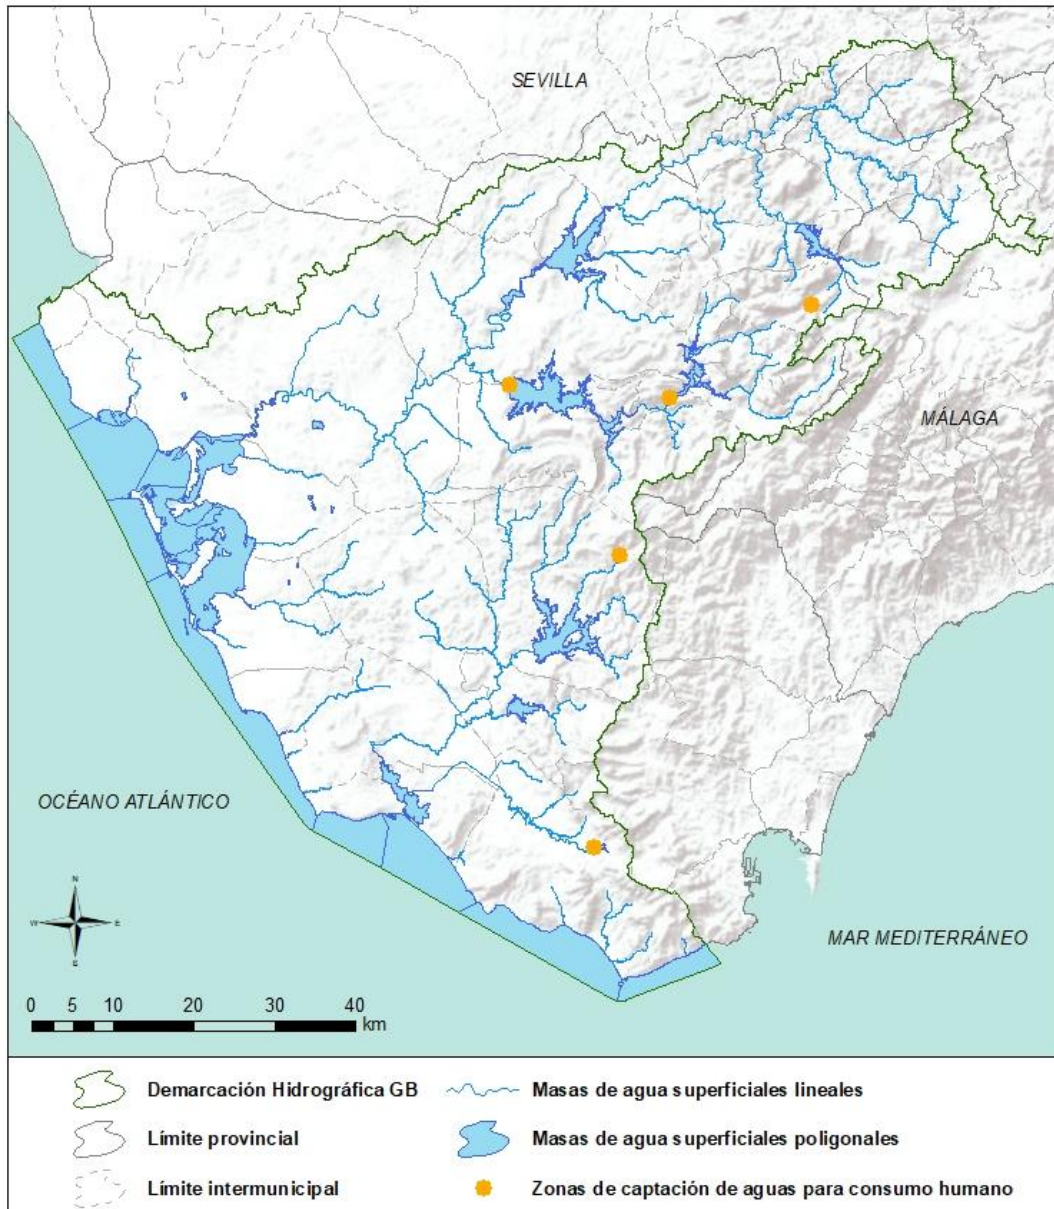 SEVILLA
MÁLAGA
OCÉANO ATLÁNTICO
N
W E
E
MAR MEDITERRÁNEO
0 5 10 20 30 40
km
Demarcación Hidrográfica GB
Masas de agua superficiales lineales
Límite provincial
Masas de agua superficiales poligonales
Límite intermunicipal
Zonas de captación de aguas para consumo humano